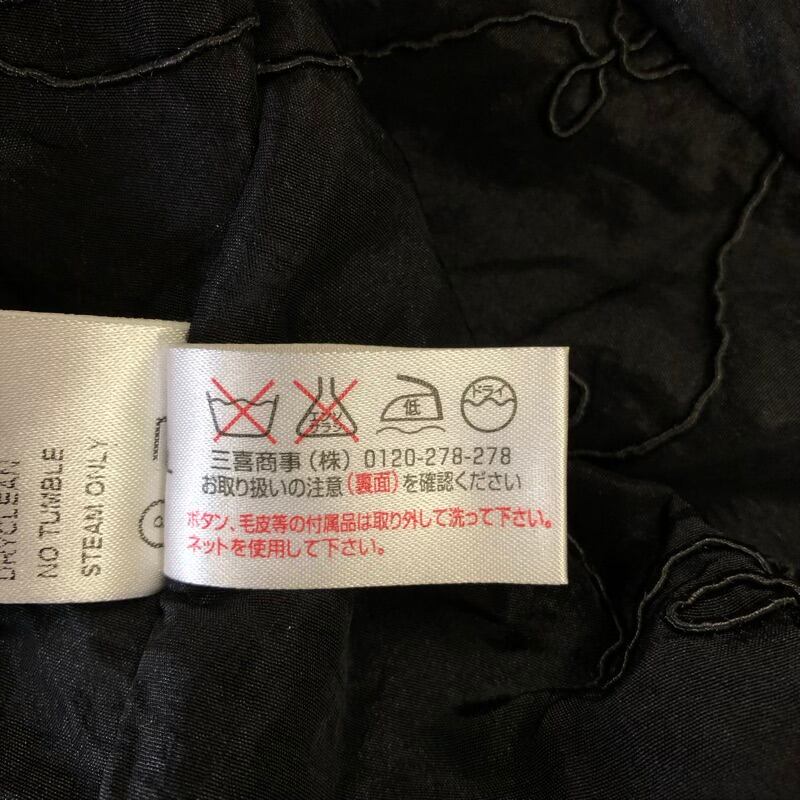 DRYCLEAN
NO TUMBLE
STEAM ONLY
エンソ
サラシ
低
ドライ
三喜商事(株) 0120-278-278
お取り扱いの注意(裏面)を確認ください
ボタン、毛皮等の付属品は取り外して洗って下さい。
ネットを使用して下さい。